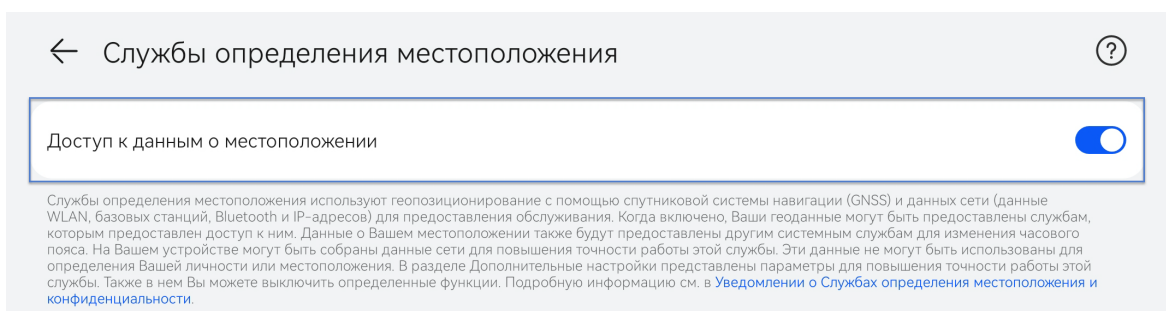 Службы определения местоположения
Доступ к данным о местоположении
Службы определения местоположения используют геопозиционирование с помощью спутниковой системы навигации (GNSS) и данных сети (данные
WLAN, базовых станций, Bluetooth и IP-адресов) для предоставления обслуживания. Когда включено, Ваши геоданные могут быть предоставлены службам,
которым предоставлен доступ к ним. Данные о Вашем местоположении также будут предоставлены другим системным службам для изменения часового
пояса. На Вашем устройстве могут быть собраны данные сети для повышения точности работы этой службы. Эти данные не могут быть использованы для
определения Вашей личности или местоположения. В разделе Дополнительные настройки представлены параметры для повышения точности работы этой
службы. Также в нем Вы можете выключить определенные функции. Подробную информацию см. в Уведомлении о Службах определения местоположения и
конфиденциальности.